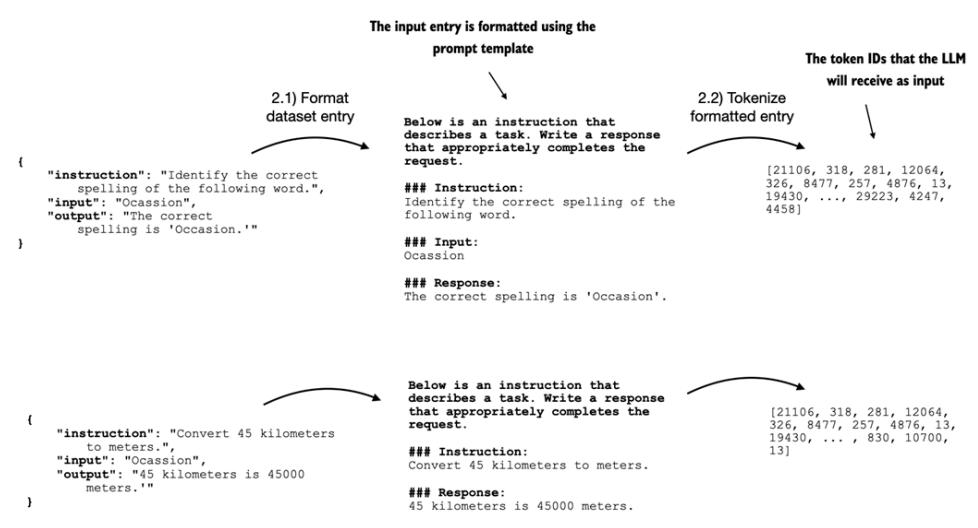 The input entry is formatted using the
prompt template
The token IDs that the LLM
will receive as input
2.1) Format
dataset entry
2.2) Tokenize
formatted entry
{
"instruction": "Identify the correct
spelling of the following word.",
"input": "Ocassion",
"output": "The correct
spelling is 'Occasion.'"
}
Below is an instruction that
describes a task. Write a response
that appropriately completes the
request.
### Instruction:
Identify the correct spelling of the
following word.
### Input:
Ocassion
### Response:
The correct spelling is 'Occasion'.
[21106, 318, 281, 12064,
326, 8477, 257, 4876, 13,
19430, ..., 29223, 4247,
4458]
{
"instruction": "Convert 45 kilometers
to meters.",
"input": "Ocassion",
"output": "45 kilometers is 45000
meters.'"
}
Below is an instruction that
describes a task. Write a response
that appropriately completes the
request.
### Instruction:
Convert 45 kilometers to meters.
### Response:
45 kilometers is 45000 meters.
[21106, 318, 281, 12064,
326, 8477, 257, 4876, 13,
19430, ... , 830, 10700,
13]